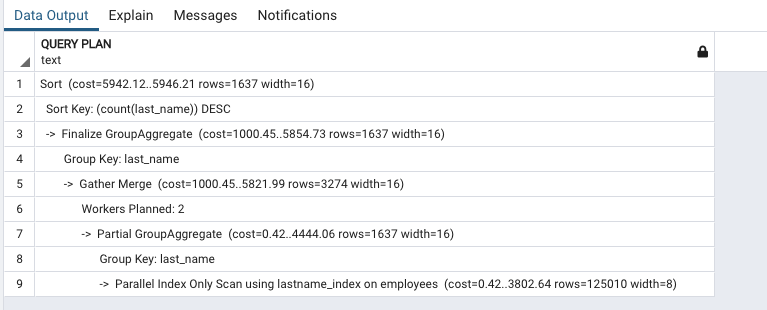 Data Output Explain Messages Notifications
QUERY PLAN
text
1 Sort (cost=5942.12..5946.21 rows=1637 width=16)
2 Sort Key: (count(last_name)) DESC
3 -> Finalize GroupAggregate (cost=1000.45..5854.73 rows=1637 width=16)
4 Group Key: last_name
5 -> Gather Merge (cost=1000.45..5821.99 rows=3274 width=16)
6 Workers Planned: 2
7 -> Partial GroupAggregate (cost=0.42..4444.06 rows=1637 width=16)
8 Group Key: last_name
9 -> Parallel Index Only Scan using lastname_index on employees (cost=0.42..3802.64 rows=125010 width=8)